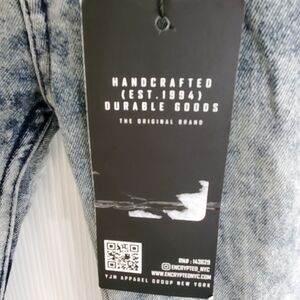 HANDCRAFTED
(EST.1994)
DURABLE GOODS
THE ORIGINAL BRAND
RN# : 143629
ENCRYPTED_NYC
WWW.ENCRYPTEDNYC.COM
YJM APPAREL GROUP NEW YORK